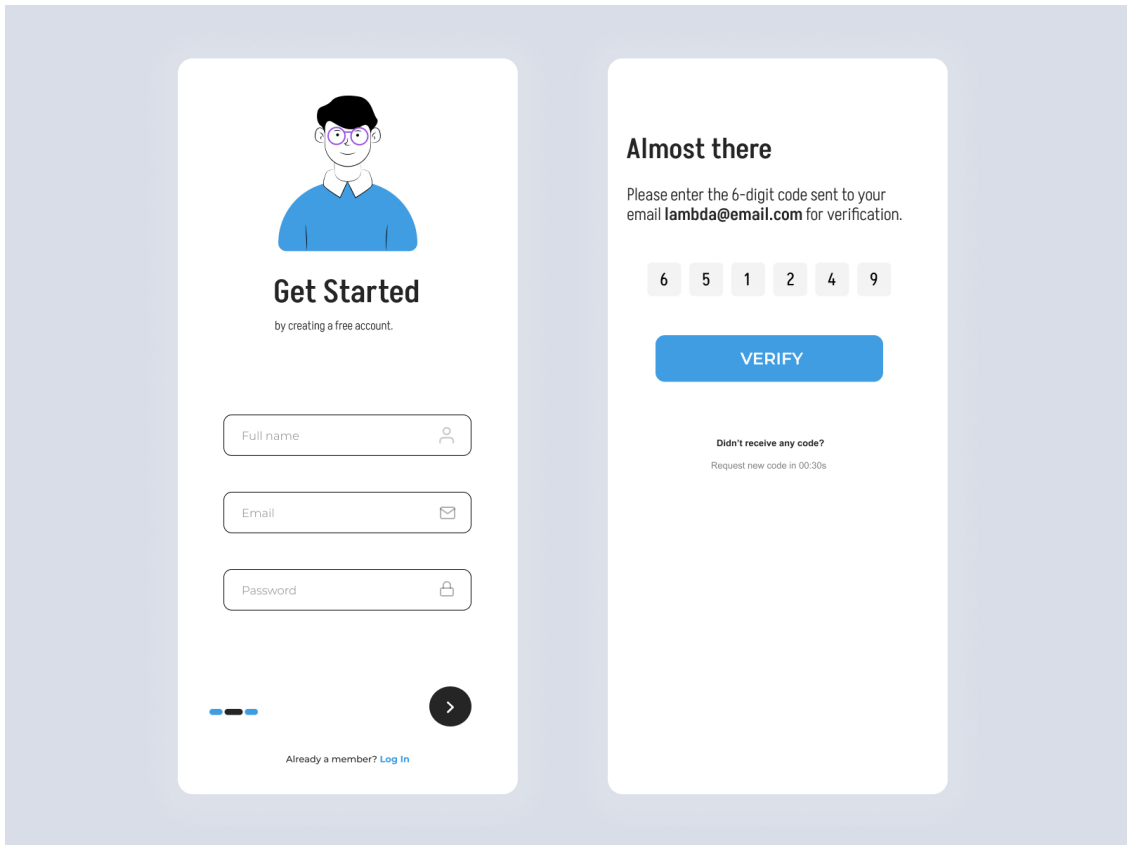 Get Started
by creating a free account.
Full name
Email
Password
Already a member? Log In
Almost there
Please enter the 6-digit code sent to your
email lambda@email.com for verification.
6 5 1 2 4 9
VERIFY
Didn't receive any code?
Request new code in 00:30s